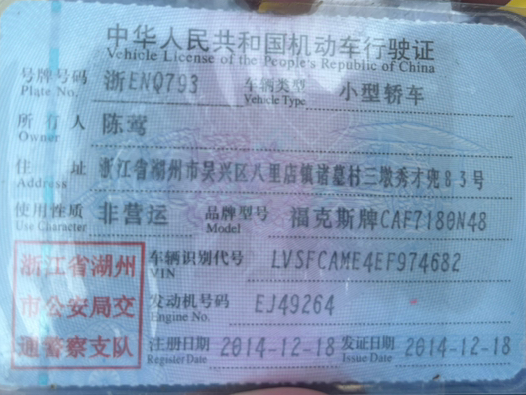 中华人民共和国机动车行驶证
Vehicle License of the People's Republic of China
号牌号码 浙ENQ793 车辆类型 小型轿车
Plate No. Vehicle Type
所有人 陈鸾
Owner
住址 浙江省湖州市吴兴区八里店镇诸墓村三墩秀才兜83号
Address
使用性质 非营运 品牌型号 福克斯牌CAF7180N48
Use Character Model
浙江省湖州 车辆识别代号 LVSFCAME4EF974682
VIN
市公安局交 发动机号码 EJ49264
Engine No.
通警察支队 注册日期 2014-12-18 发证日期 2014-12-18
Register Date Issue Date